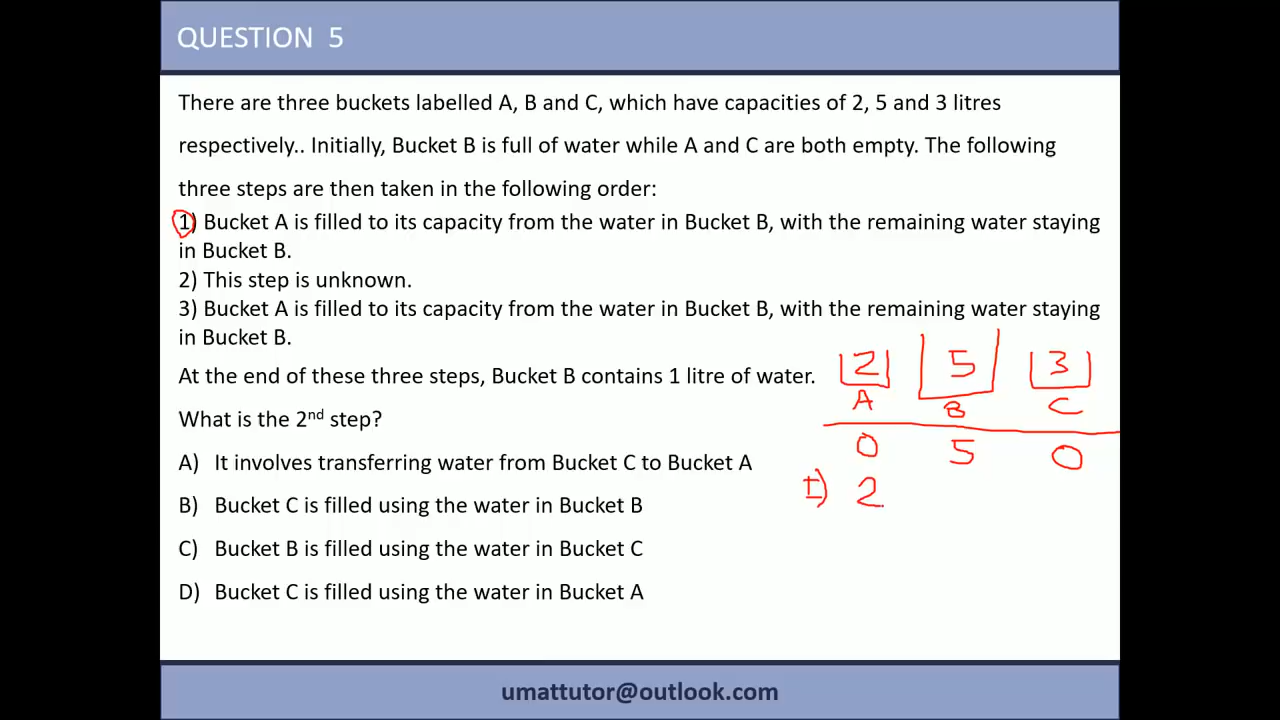 QUESTION 5
There are three buckets labelled A, B and C, which have capacities of 2, 5 and 3 litres
respectively.. Initially, Bucket B is full of water while A and C are both empty. The following
three steps are then taken in the following order:
1) Bucket A is filled to its capacity from the water in Bucket B, with the remaining water staying
in Bucket B.
2) This step is unknown.
3) Bucket A is filled to its capacity from the water in Bucket B, with the remaining water staying
in Bucket B.
At the end of these three steps, Bucket B contains 1 litre of water.
What is the 2nd step?
A) It involves transferring water from Bucket C to Bucket A
B) Bucket C is filled using the water in Bucket B
C) Bucket B is filled using the water in Bucket C
D) Bucket C is filled using the water in Bucket A
2 5 3
A B C
0 5 0
I) 2
umattutor@outlook.com